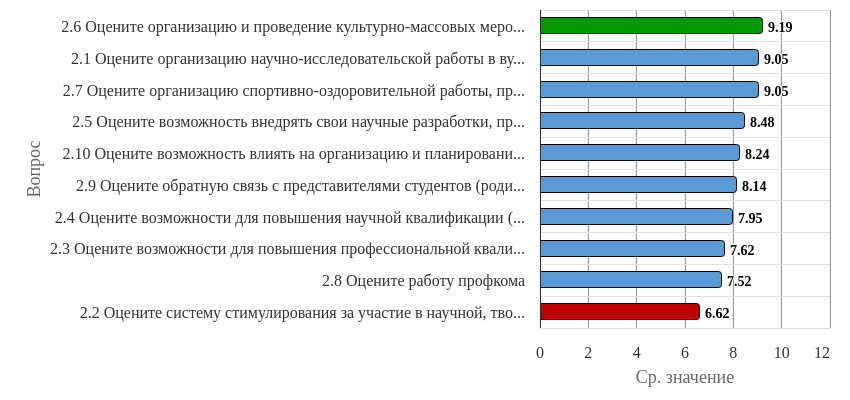 2.6 Оцените организацию и проведение культурно-массовых меро... 9.19
2.1 Оцените организацию научно-исследовательской работы в ву... 9.05
2.7 Оцените организацию спортивно-оздоровительной работы, пр... 9.05
2.5 Оцените возможность внедрять свои научные разработки, пр... 8.48
2.10 Оцените возможность влиять на организацию и планировани... 8.24
2.9 Оцените обратную связь с представителями студентов (роди... 8.14
2.4 Оцените возможности для повышения научной квалификации (... 7.95
2.3 Оцените возможности для повышения профессиональной квали... 7.62
2.8 Оцените работу профкома 7.52
2.2 Оцените систему стимулирования за участие в научной, тво... 6.62
Вопрос
0 2 4 6 8 10 12
Ср. значение